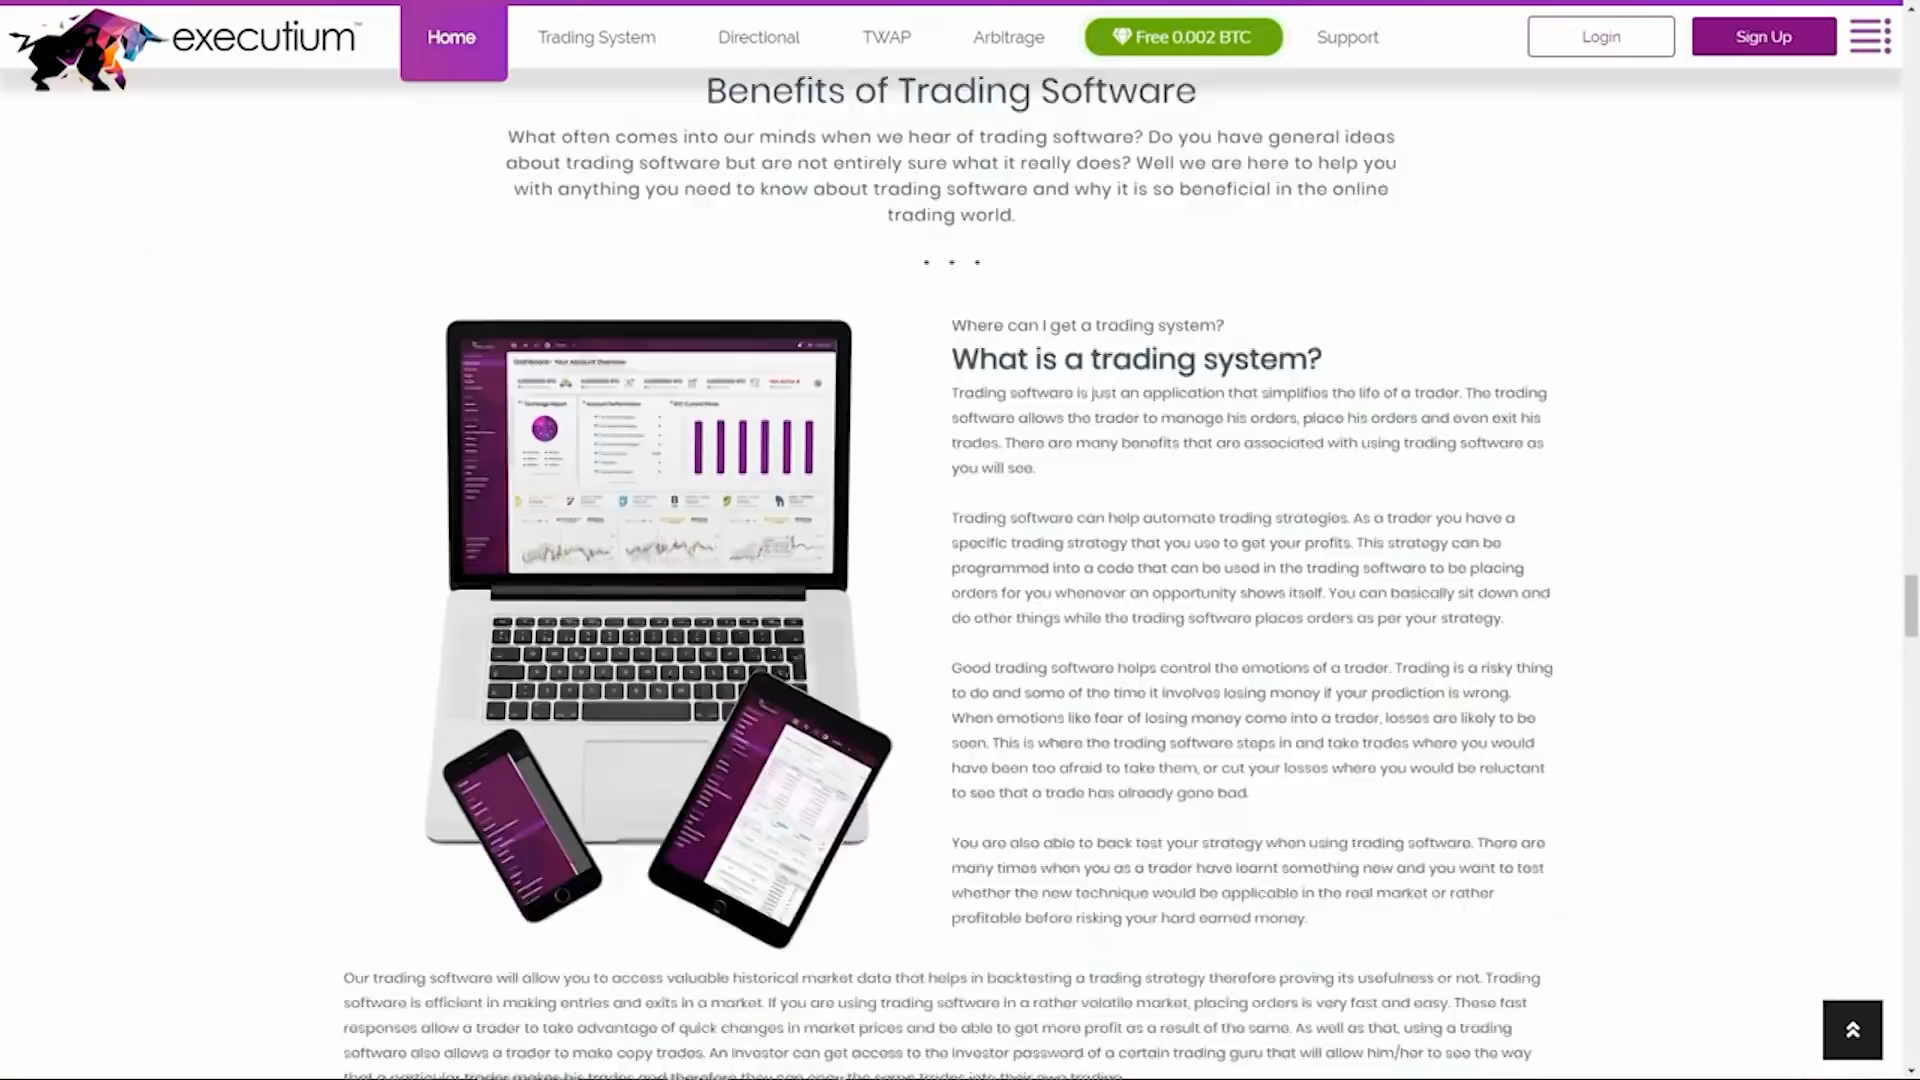 executium™
Home
Trading System
Directional
TWAP
Arbitrage
Free 0.002 BTC
Support
Login
Sign Up
Benefits of Trading Software
What often comes into our minds when we hear of trading software? Do you have general ideas
about trading software but are not entirely sure what it really does? Well we are here to help you
with anything you need to know about trading software and why it is so beneficial in the online
trading world.
Where can I get a trading system?
What is a trading system?
Trading software is just an application that simplifies the life of a trader. The trading
software allows the trader to manage his orders, place his orders and even exit his
trades. There are many benefits that are associated with using trading software as
you will see.
Trading software can help automate trading strategies. As a trader you have a
specific trading strategy that you use to get your profits. This strategy can be
programmed into a code that can be used in the trading software to be placing
orders for you whenever an opportunity shows itself. You can basically sit down and
do other things while the trading software places orders as per your strategy.
Good trading software helps control the emotions of a trader. Trading is a risky thing
to do and some of the time it involves losing money if your prediction is wrong.
When emotions like fear of losing money come into a trader, losses are likely to be
seen. This is where the trading software steps in and take trades where you would
have been too afraid to take them, or cut your losses where you would be reluctant
to see that a trade has already gone bad.
You are also able to back test your strategy when using trading software. There are
many times when you as a trader have learnt something new and you want to test
whether the new technique would be applicable in the real market or rather
profitable before risking your hard earned money.
Our trading software will allow you to access valuable historical market data that helps in backtesting a trading strategy therefore proving its usefulness or not. Trading
software is efficient in making entries and exits in a market. If you are using trading software in a rather volatile market, placing orders is very fast and easy. These fast
responses allow a trader to take advantage of quick changes in market prices and be able to get more profit as a result of the same. As well as that, using a trading
software also allows a trader to make copy trades. An investor can get access to the investor password of a certain trading guru that will allow him/her to see the way
that a particular trader makes his trades and therefore they can copy the same trades into their own trading.